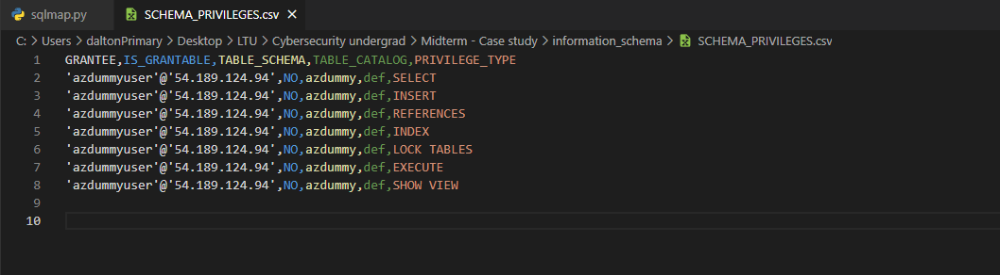 sqlmap.py SCHEMA_PRIVILEGES.csv
C: > Users > daltonPrimary > Desktop > LTU > Cybersecurity undergrad > Midterm - Case study > information_schema > SCHEMA_PRIVILEGES.csv
1 GRANTEE,IS_GRANTABLE,TABLE_SCHEMA,TABLE_CATALOG,PRIVILEGE_TYPE
2 'azdummyuser'@'54.189.124.94',NO,azdummy,def,SELECT
3 'azdummyuser'@'54.189.124.94',NO,azdummy,def,INSERT
4 'azdummyuser'@'54.189.124.94',NO,azdummy,def,REFERENCES
5 'azdummyuser'@'54.189.124.94',NO,azdummy,def,INDEX
6 'azdummyuser'@'54.189.124.94',NO,azdummy,def,LOCK TABLES
7 'azdummyuser'@'54.189.124.94',NO,azdummy,def,EXECUTE
8 'azdummyuser'@'54.189.124.94',NO,azdummy,def,SHOW VIEW
9
10